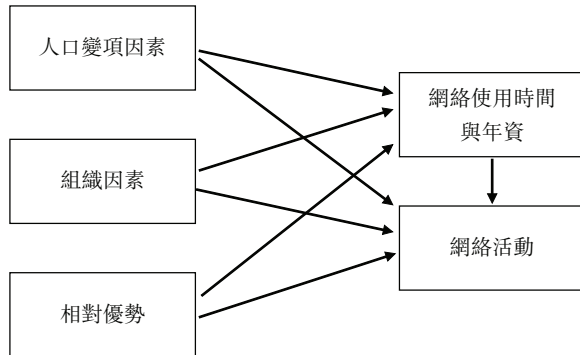 人口變項因素
網絡使用時間
與年資
組織因素
網絡活動
相對優勢